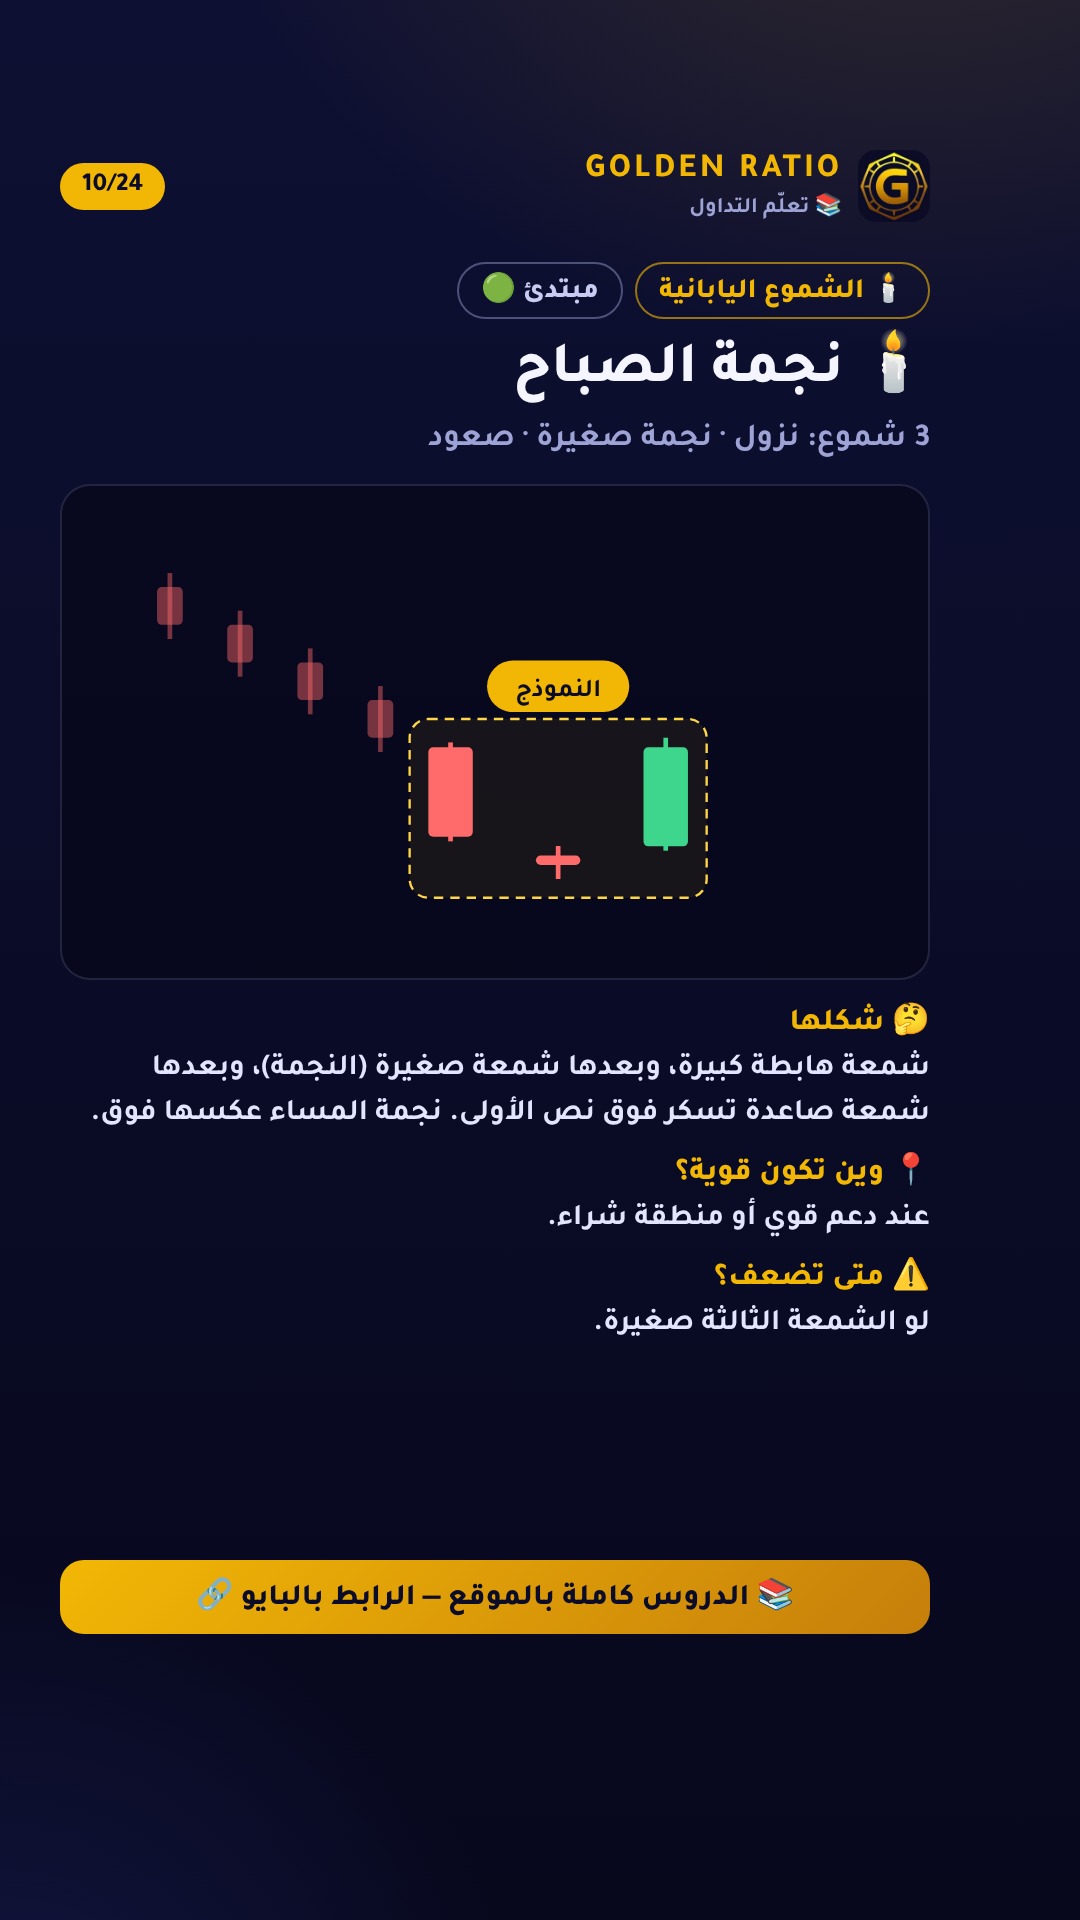 GOLDEN RATIO
📚 تعلّم التداول
10/24
🕯️ الشموع اليابانية
مبتدئ 🟢
🕯️ نجمة الصباح
3 شموع: نزول · نجمة صغيرة · صعود
النموذج
🤔 شكلها
شمعة هابطة كبيرة، وبعدها شمعة صغيرة (النجمة)، وبعدها
شمعة صاعدة تسكر فوق نص الأولى. نجمة المساء عكسها فوق.
📍 وين تكون قوية؟
عند دعم قوي أو منطقة شراء.
⚠️ متى تضعف؟
لو الشمعة الثالثة صغيرة.
📚 الدروس كاملة بالموقع — الرابط بالبايو 🔗